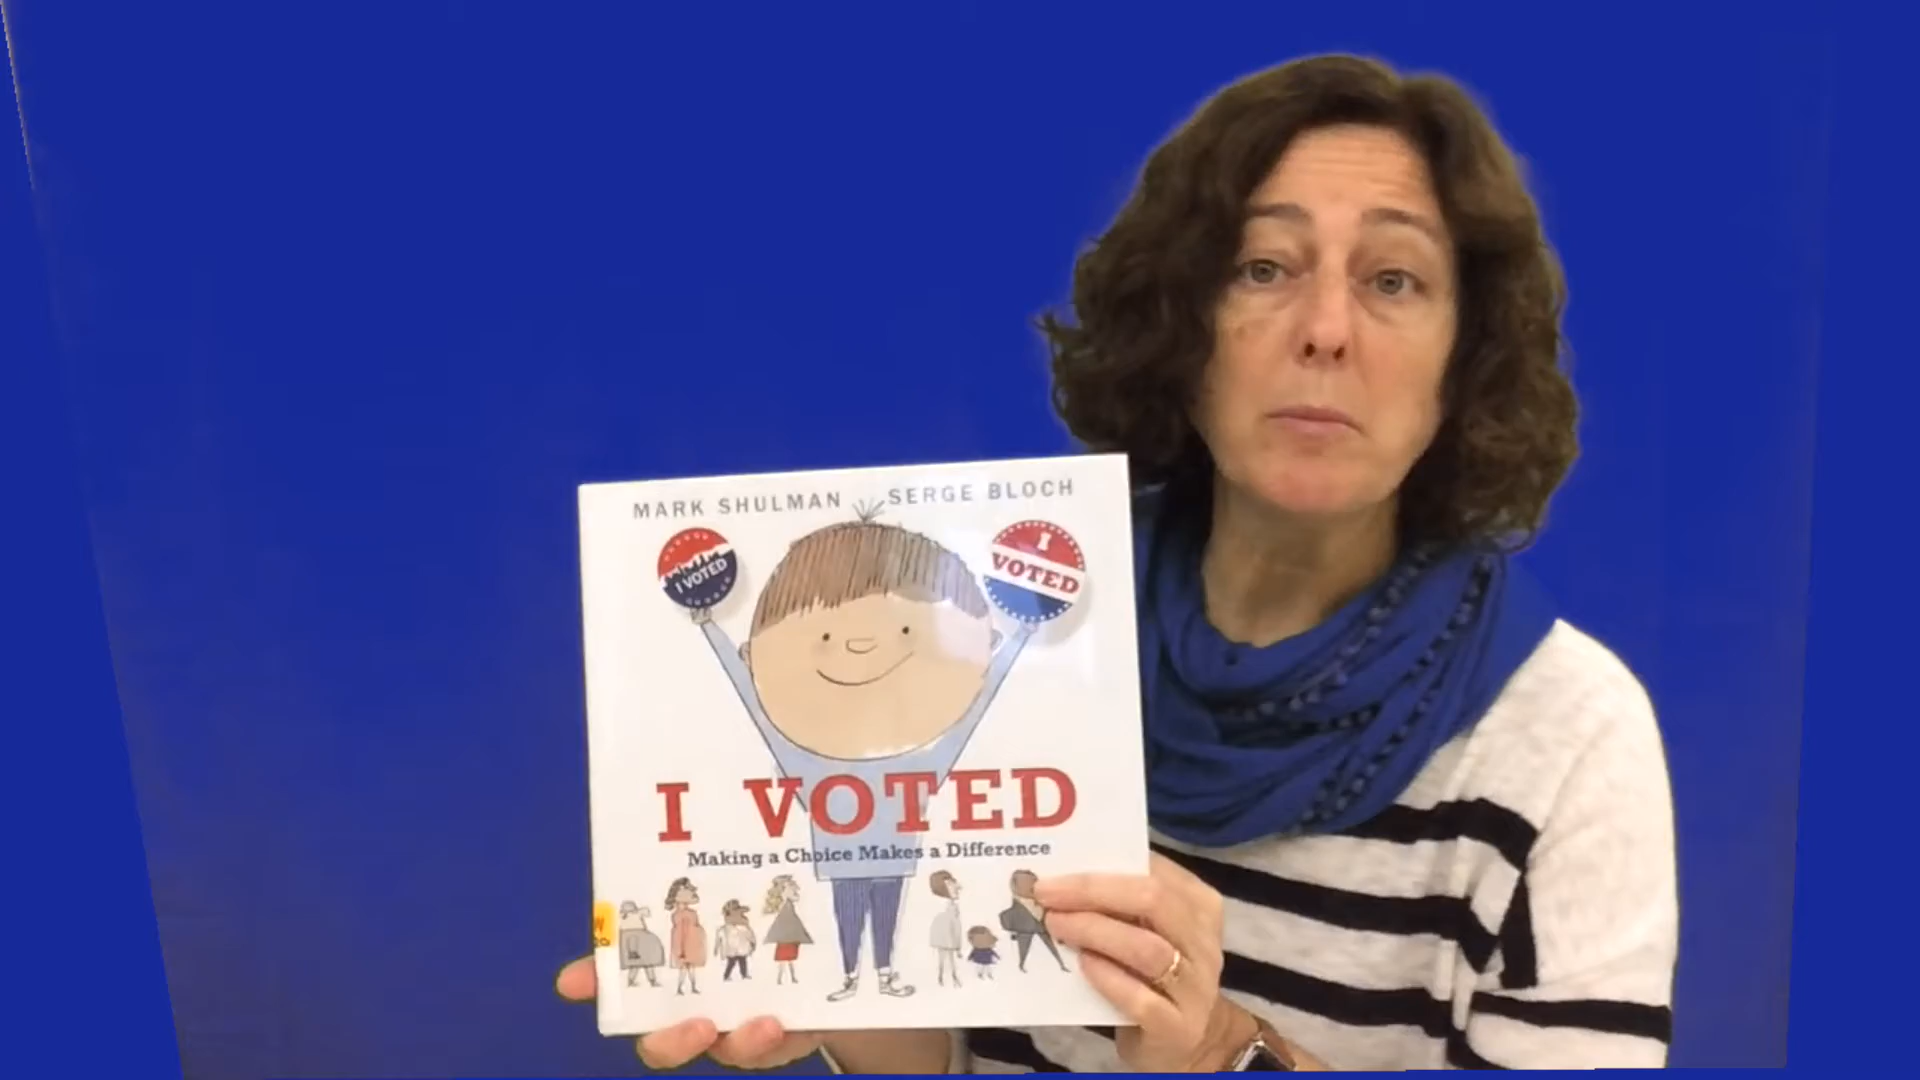 MARK SHULMAN SERGE BLOCH
I VOTED
I
VOTED
I VOTED
Making a Choice Makes a Difference